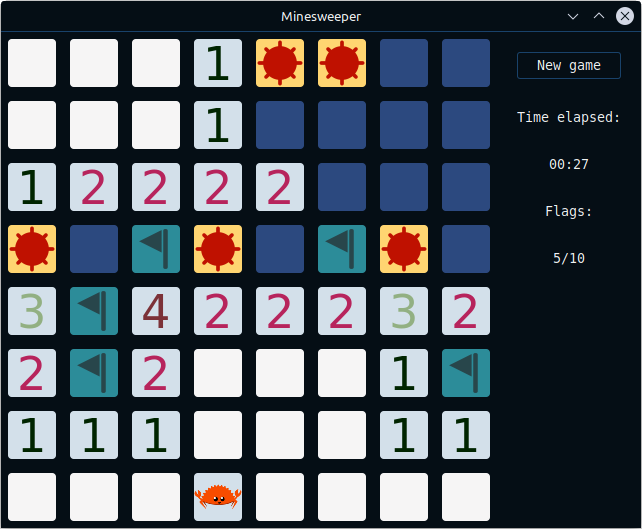 Minesweeper
1
New game
1
Time elapsed:
1 2 2 2 2
00:27
Flags:
5/10
3 4 2 2 2 3 2
2 2 1
1 1 1 1 1